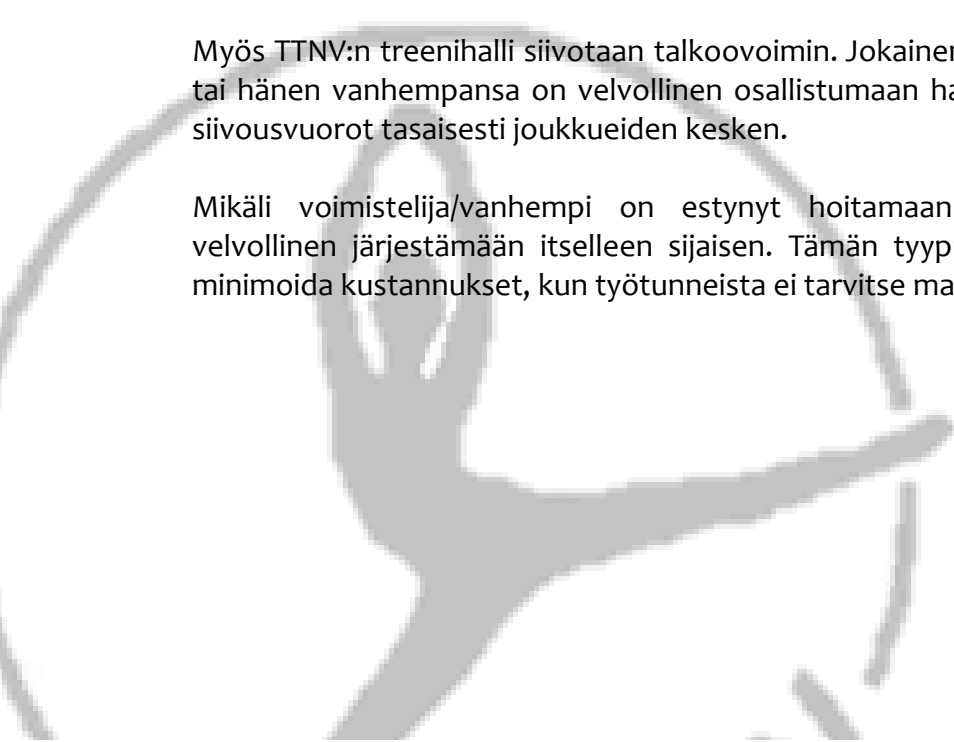 Myös TTNV:n treenihalli siivotaan talkoovoimin. Jokainen
tai hänen vanhempansa on velvollinen osallistumaan ha
siivousvuorot tasaisesti joukkueiden kesken.
Mikäli voimistelija/vanhempi on estynyt hoitamaan
velvollinen järjestämään itselleen sijaisen. Tämän tyyp
minimoida kustannukset, kun työtunneista ei tarvitse ma